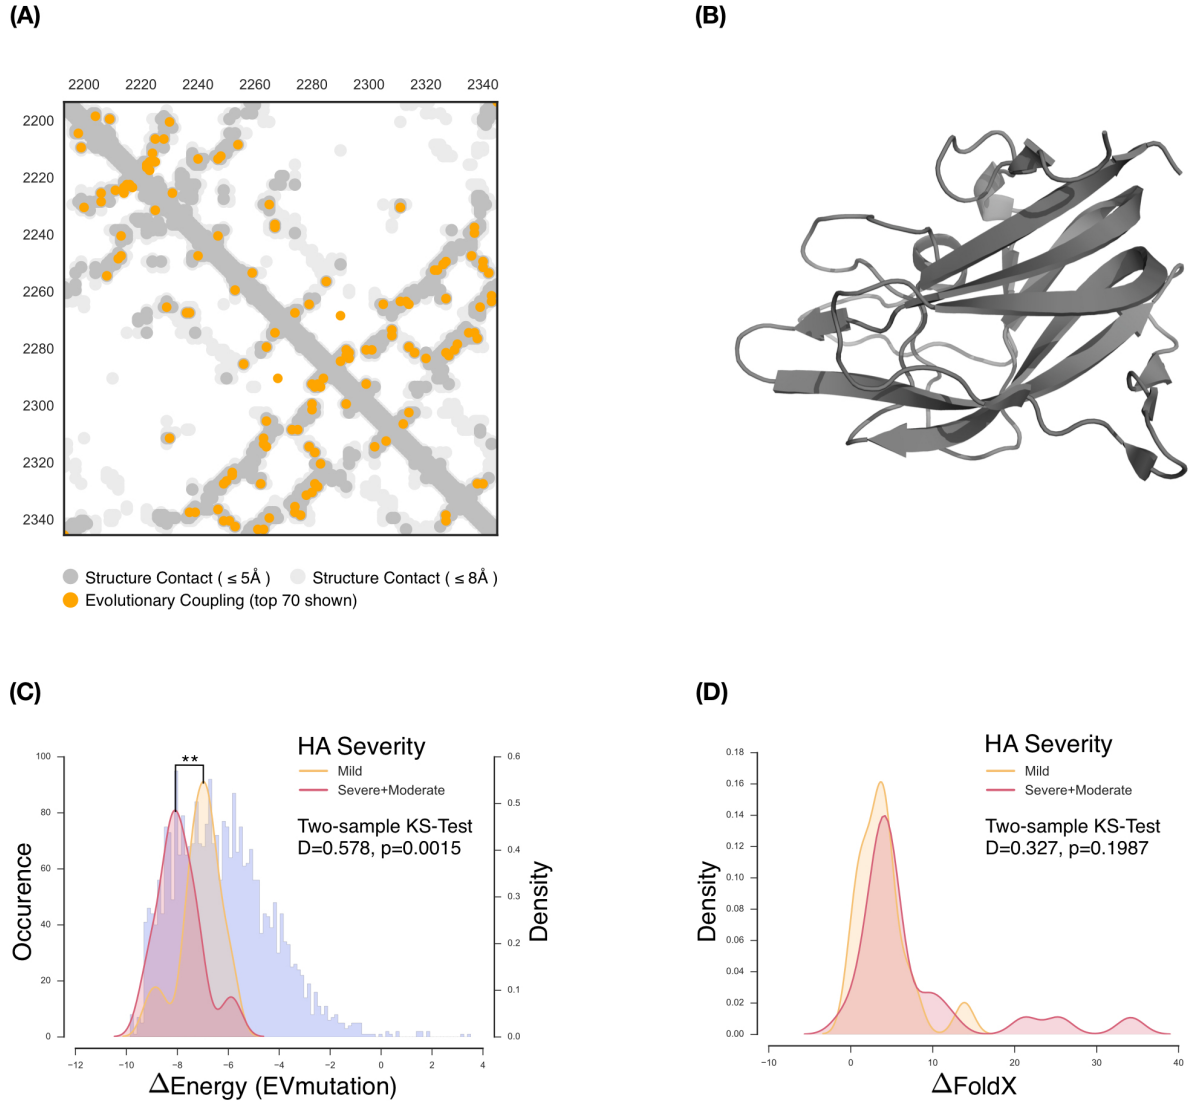 (A)
(B)
2200 2220 2240 2260 2280 2300 2320 2340
2200
2220
2240
2260
2280
2300
2320
2340
Structure Contact ( ≤ 5Å )
Structure Contact ( ≤ 8Å )
Evolutionary Coupling (top 70 shown)
(C)
HA Severity
Mild
Severe+Moderate
Two-sample KS-Test
D=0.578, p=0.0015
**
Occurence
100
80
60
40
20
0
Density
0.6
0.5
0.4
0.3
0.2
0.1
0.0
−12 −10 −8 −6 −4 −2 0 2 4
ΔEnergy (EVmutation)
(D)
HA Severity
Mild
Severe+Moderate
Two-sample KS-Test
D=0.327, p=0.1987
Density
0.18
0.16
0.14
0.12
0.10
0.08
0.06
0.04
0.02
0.00
−10 0 10 20 30 40
ΔFoldX